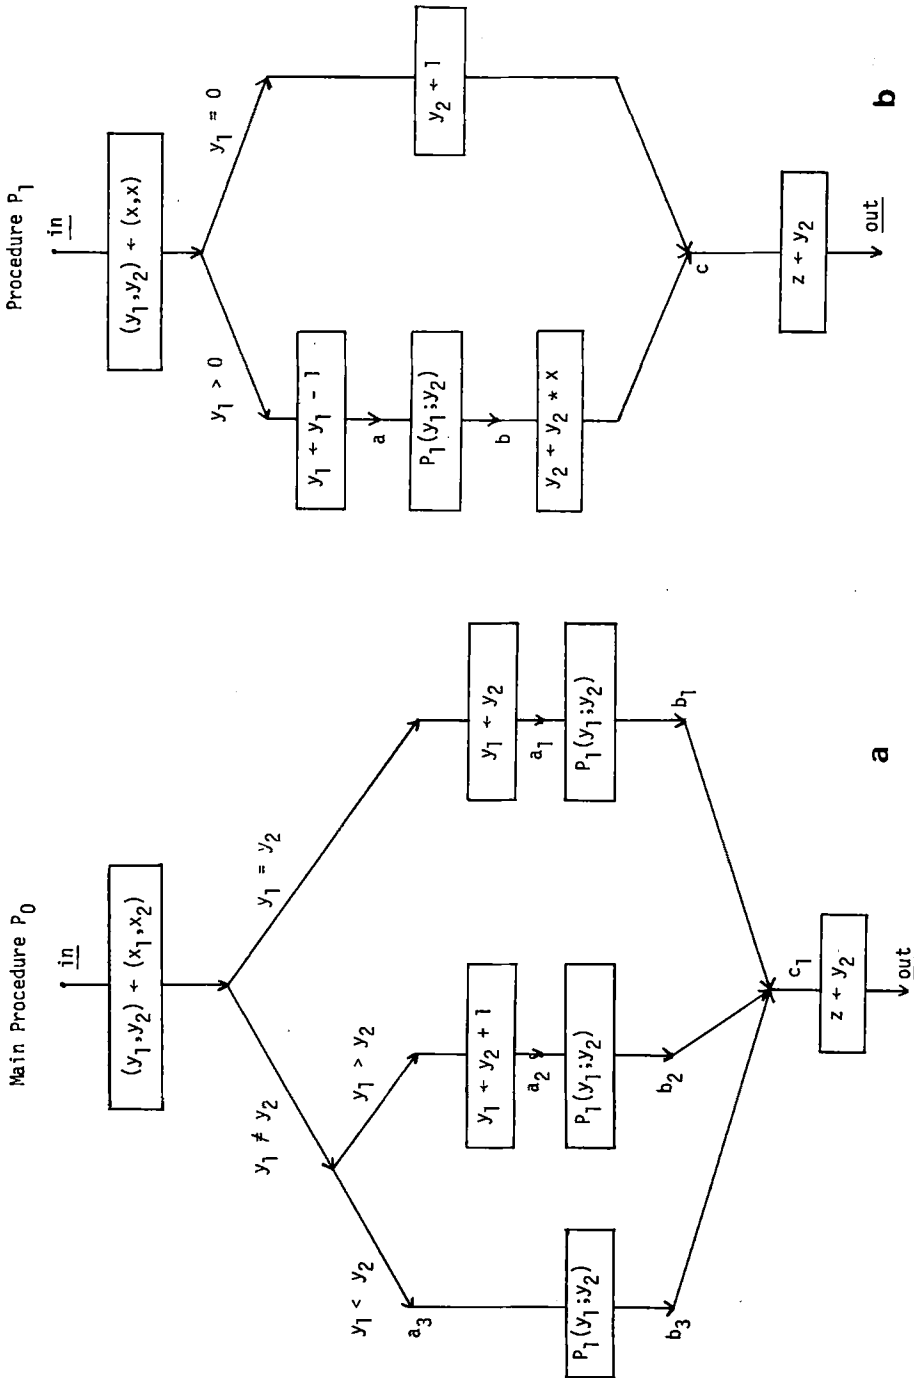 Main Procedure P₀
in
(y₁,y₂) ← (x₁,x₂)
y₁ ≠ y₂
y₁ = y₂
y₁ < y₂
y₁ > y₂
a₃
y₁ ← y₂ + 1
y₁ ← y₂
a₂
a₁
P₁(y₁;y₂)
P₁(y₁;y₂)
P₁(y₁;y₂)
b₃
b₂
b₁
c₁
z ← y₂
out
a
Procedure P₁
in
(y₁,y₂) ← (x,x)
y₁ > 0
y₁ = 0
y₁ ← y₁ - 1
a
P₁(y₁;y₂)
y₂ ← 1
b
y₂ ← y₂ * x
c
z ← y₂
out
b